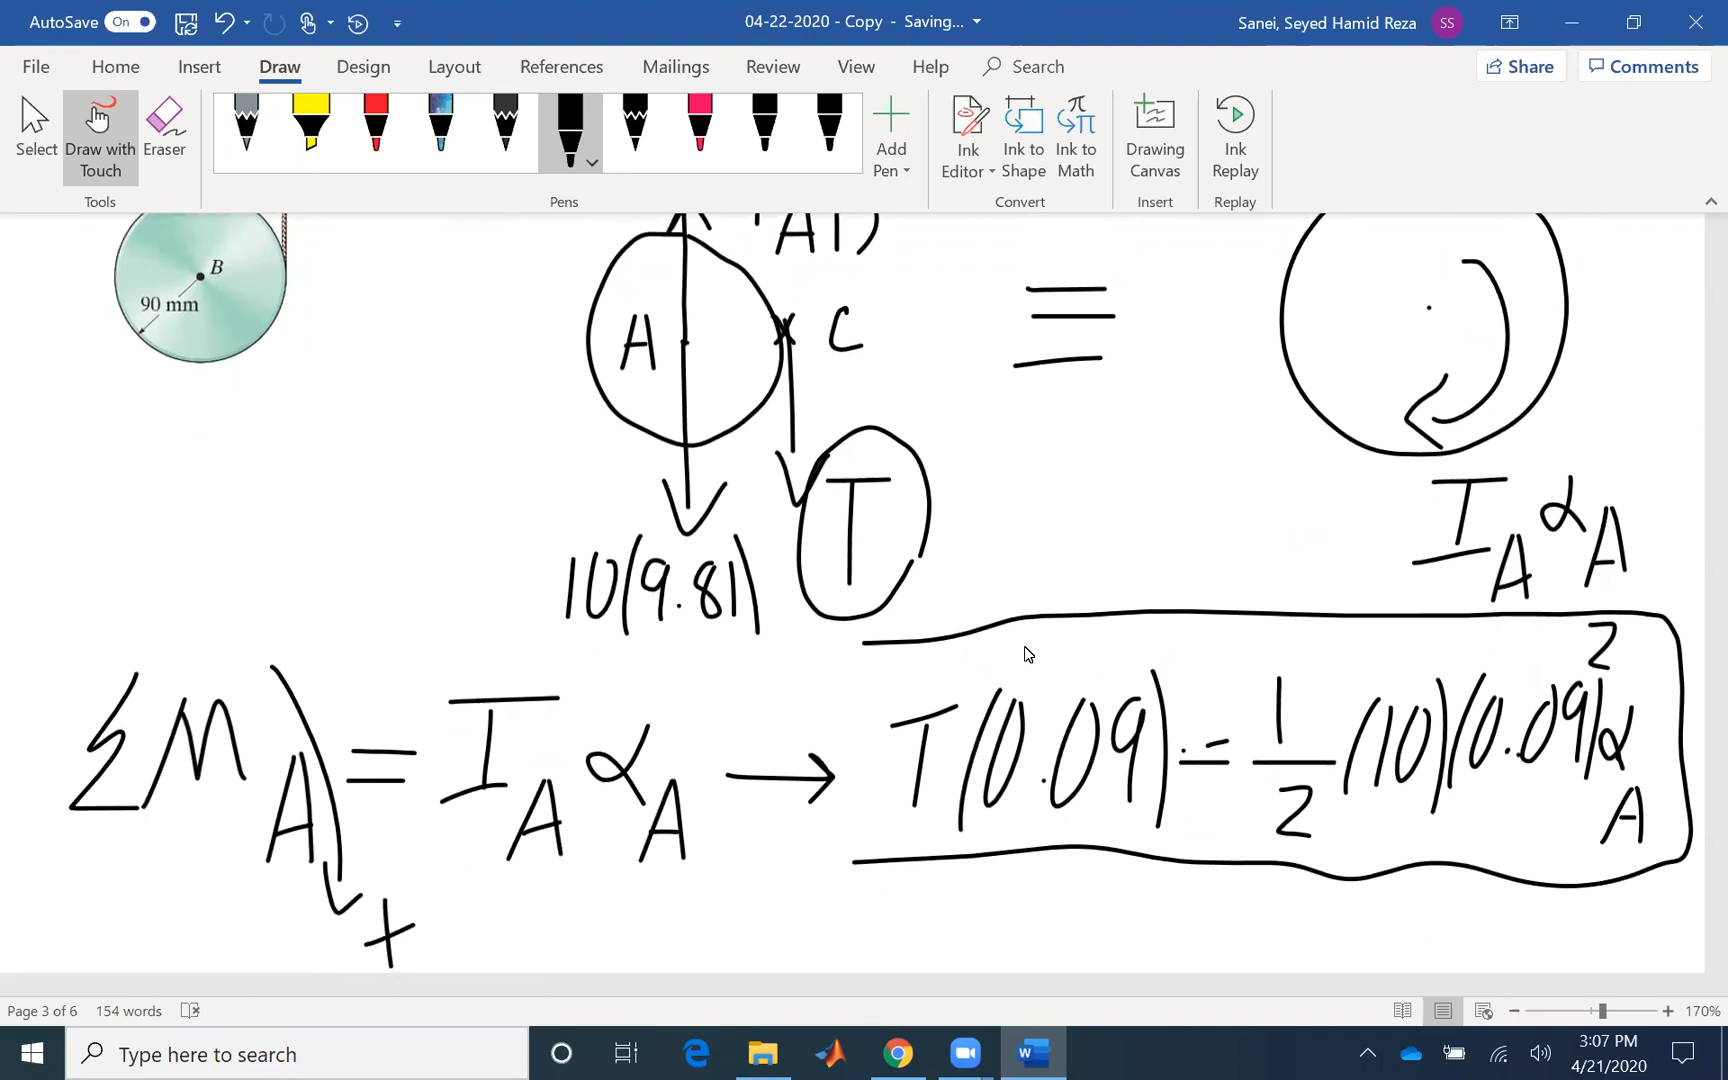 AutoSave On
04-22-2020 - Copy - Saving...
Sanei, Seyed Hamid Reza SS
File Home Insert Draw Design Layout References Mailings Review View Help Search Share Comments
Select Draw with Touch Eraser
Add Pen
Ink Editor Ink to Shape Ink to Math
Drawing Canvas
Ink Replay
Tools Pens Convert Insert Replay
B
90 mm
A C
T
10(9.81)
I_A α_A
ΣM_A = I_A α_A → T(0.09) = 1/2 (10)(0.09)² α_A
+
Page 3 of 6 154 words 170%
Type here to search
3:07 PM
4/21/2020